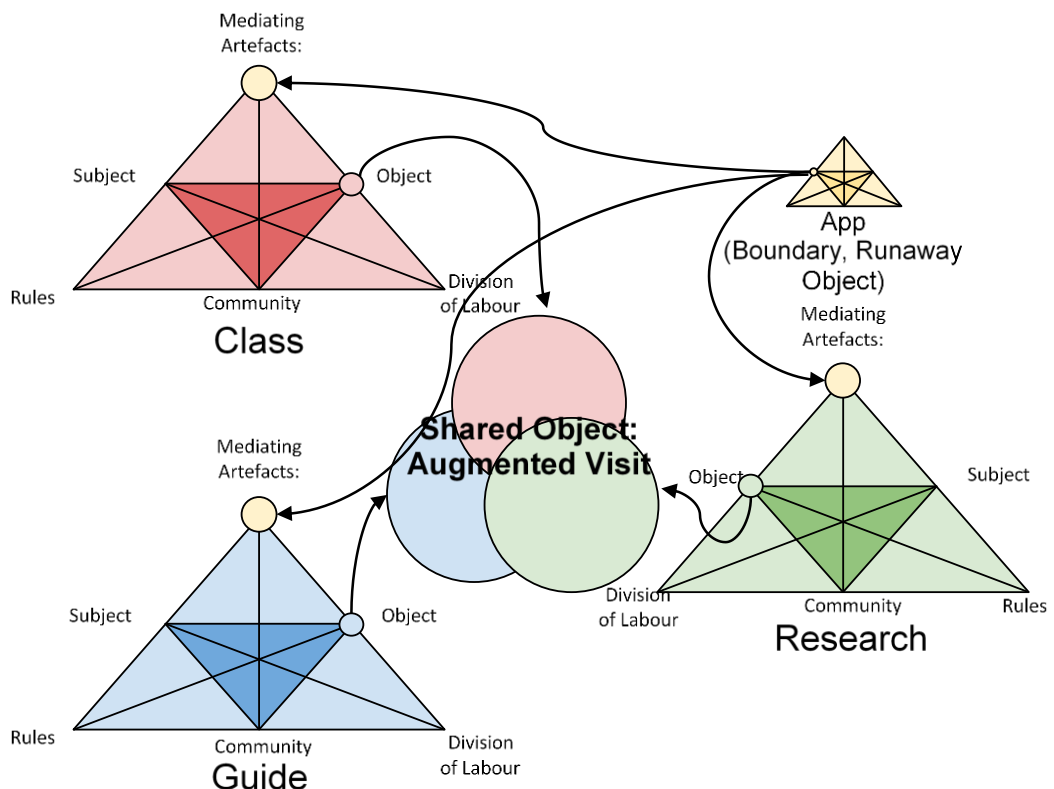 Mediating
Artefacts:
Subject
Object
Rules
Community
Division
of Labour
Class
App
(Boundary, Runaway
Object)
Mediating
Artefacts:
Shared Object:
Augmented Visit
Object
Subject
Division
of Labour
Community
Rules
Research
Mediating
Artefacts:
Subject
Object
Rules
Community
Division
of Labour
Guide